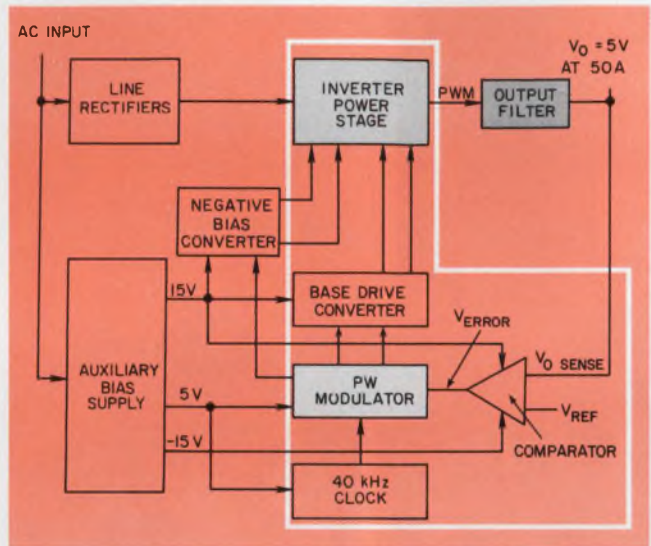 AC INPUT
V₀ = 5V
AT 50A
LINE
RECTIFIERS
INVERTER
POWER
STAGE
PWM
OUTPUT
FILTER
NEGATIVE
BIAS
CONVERTER
15V
BASE DRIVE
CONVERTER
VERROR
AUXILIARY
BIAS
SUPPLY
5V
PW
MODULATOR
V₀ SENSE
VREF
-15V
COMPARATOR
40 kHz
CLOCK